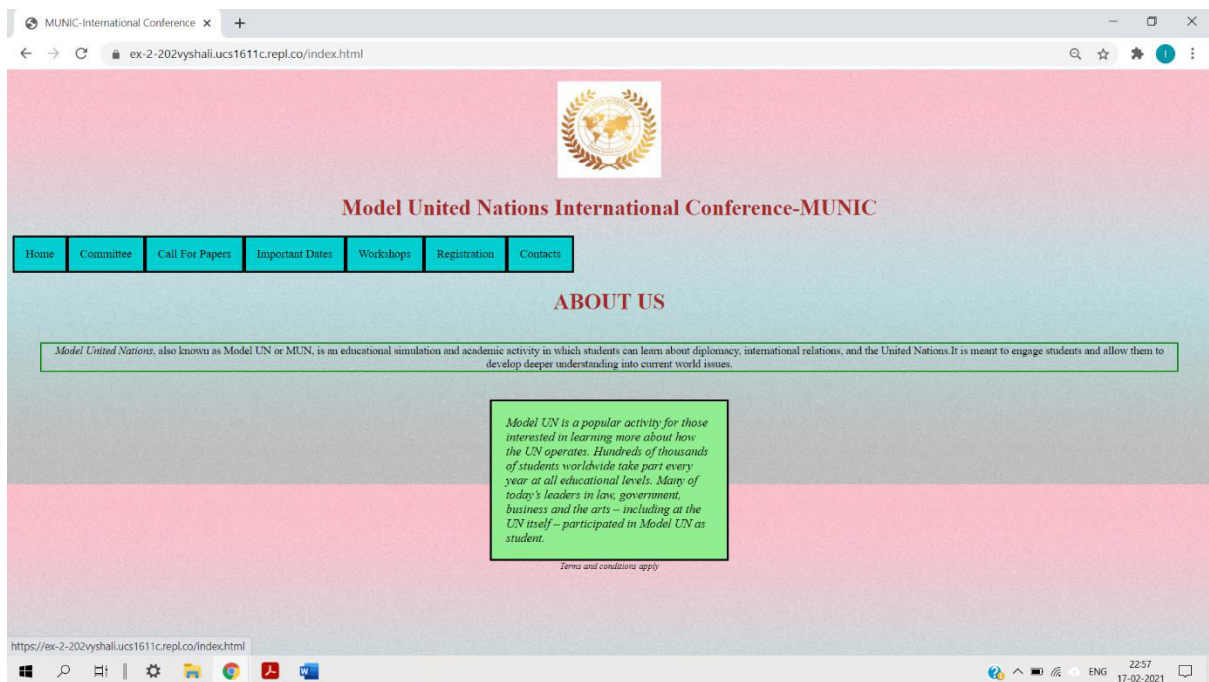 MUNIC-International Conference
ex-2-202vyshali.ucs1611c.repl.co/index.html
I
Model United Nations International Conference-MUNIC
Home Committee Call For Papers Important Dates Workshops Registration Contacts
ABOUT US
Model United Nations, also known as Model UN or MUN, is an educational simulation and academic activity in which students can learn about diplomacy, international relations, and the United Nations.It is meant to engage students and allow them to
develop deeper understanding into current world issues.
Model UN is a popular activity for those
interested in learning more about how
the UN operates. Hundreds of thousands
of students worldwide take part every
year at all educational levels. Many of
today's leaders in law, government,
business and the arts – including at the
UN itself – participated in Model UN as
student.
Terms and conditions apply
https://ex-2-202vyshali.ucs1611c.repl.co/index.html
ENG
22:57
17-02-2021